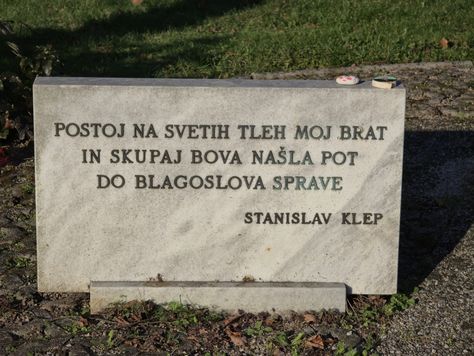 POSTOJ NA SVETIH TLEH MOJ BRAT
IN SKUPAJ BOVA NAŠLA POT
DO BLAGOSLOVA SPRAVE
STANISLAV KLEP